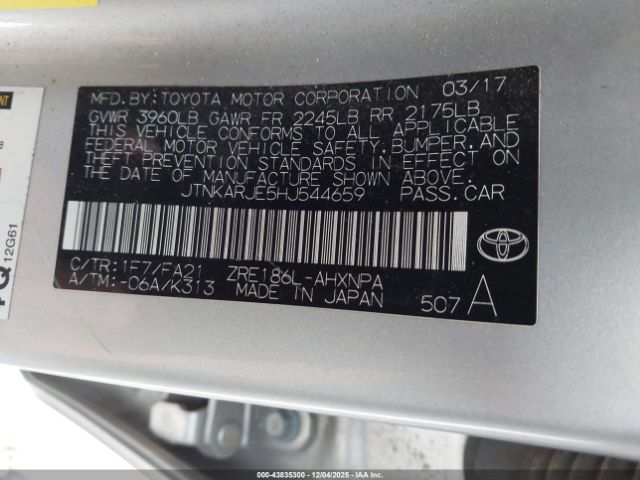 MFD. BY: TOYOTA MOTOR CORPORATION 03/17
GVWR 3960LB GAWR FR 2245LB RR 2175LB
THIS VEHICLE CONFORMS TO ALL APPLICABLE
FEDERAL MOTOR VEHICLE SAFETY, BUMPER, AND
THEFT PREVENTION STANDARDS IN EFFECT ON
THE DATE OF MANUFACTURE SHOWN ABOVE.
JTNKARJE5HJ544659 PASS. CAR
C/TR: 1F7/FA21 ZRE186L-AHXNPA
A/TM: -06A/K313 MADE IN JAPAN
507 A
12G61
000-43835300 - 12/04/2025 - IAAI.COM